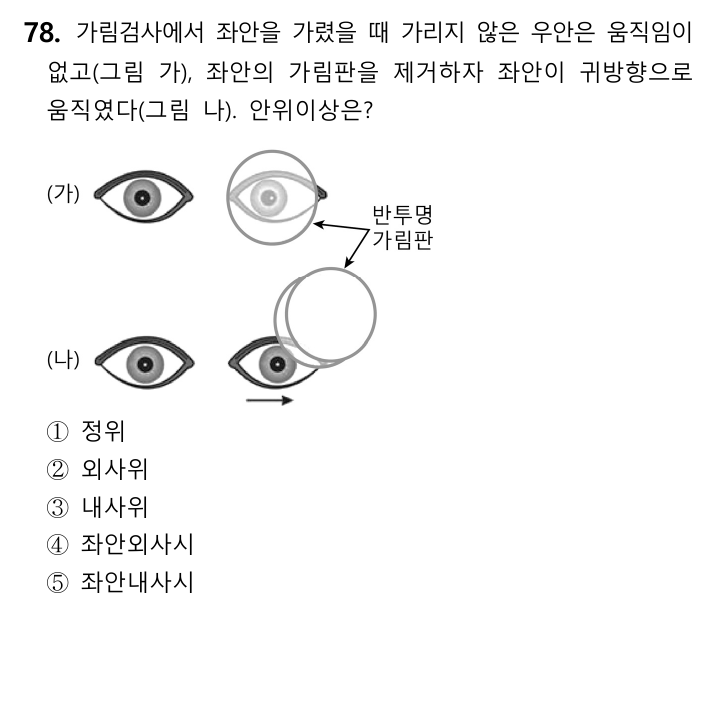 78. 가림검사에서 좌안을 가렸을 때 가리지 않은 우안은 움직임이
없고(그림 가), 좌안의 가림판을 제거하자 좌안이 귀방향으로
움직였다(그림 나). 안위이상은?
(가)
반투명
가림판
(나)
① 정위
② 외사위
③ 내사위
④ 좌안외사시
⑤ 좌안내사시